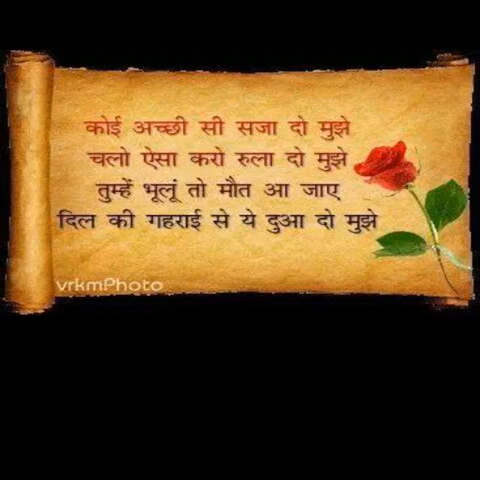 कोई अच्छी सी सजा दो मुझे
चलो ऐसा करो रुला दो मुझे
तुम्हें भूलूं तो मौत आ जाए
दिल की गहराई से ये दुआ दो मुझे
vrkmPhoto